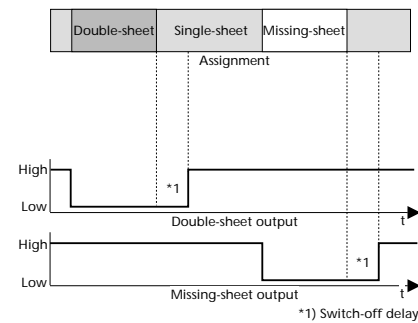 Double-sheet Single-sheet Missing-sheet
Assignment
High
*1
Low
Double-sheet output t
High
*1
Low
Missing-sheet output t
*1) Switch-off delay